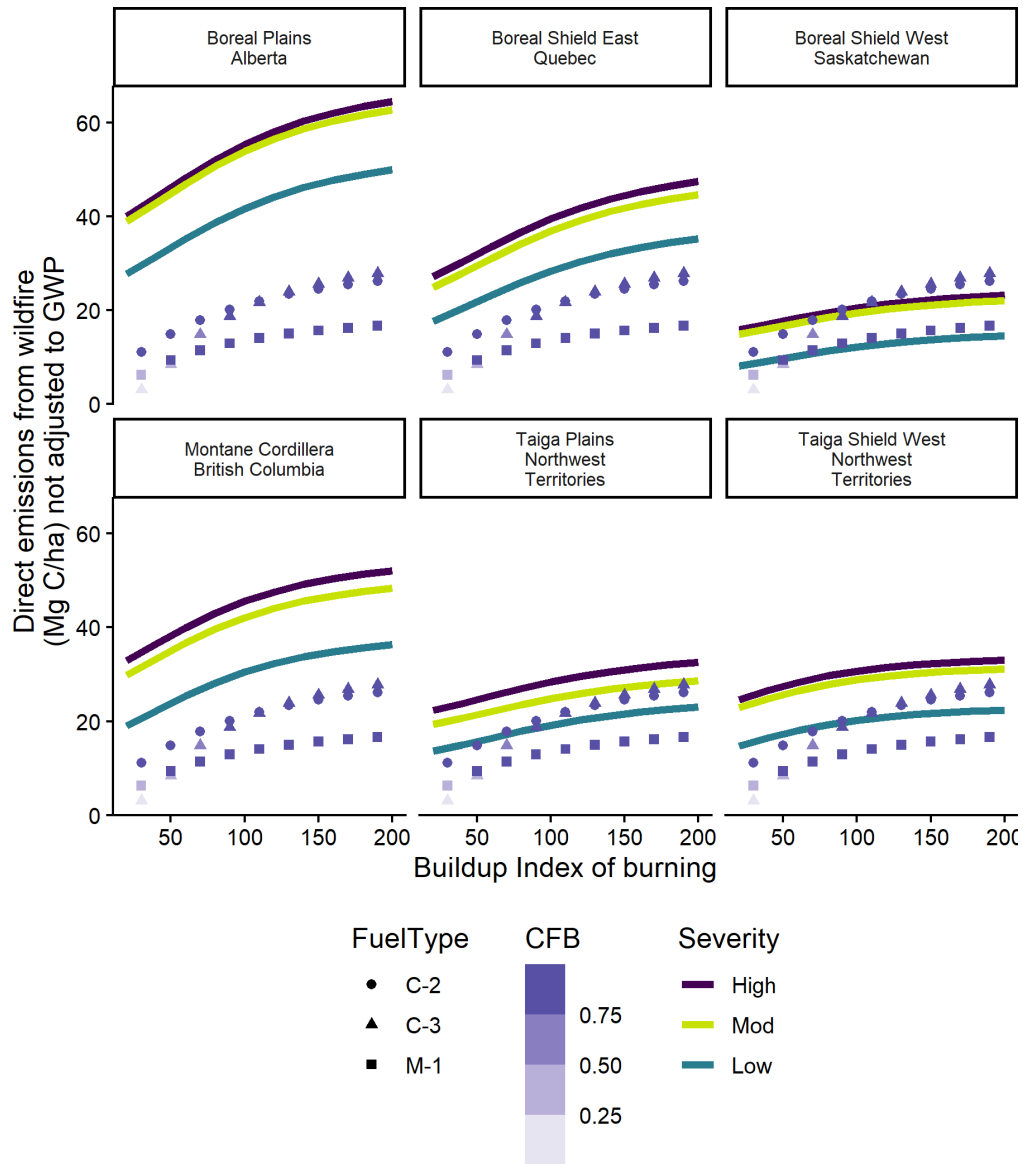 Boreal Plains
Alberta
Boreal Shield East
Quebec
Boreal Shield West
Saskatchewan
60
40
20
0
Montane Cordillera
British Columbia
Taiga Plains
Northwest
Territories
Taiga Shield West
Northwest
Territories
60
40
20
0
Direct emissions from wildfire
(Mg C/ha) not adjusted to GWP
50 100 150 200
50 100 150 200
50 100 150 200
Buildup Index of burning
FuelType
C-2
C-3
M-1
CFB
0.75
0.50
0.25
Severity
High
Mod
Low